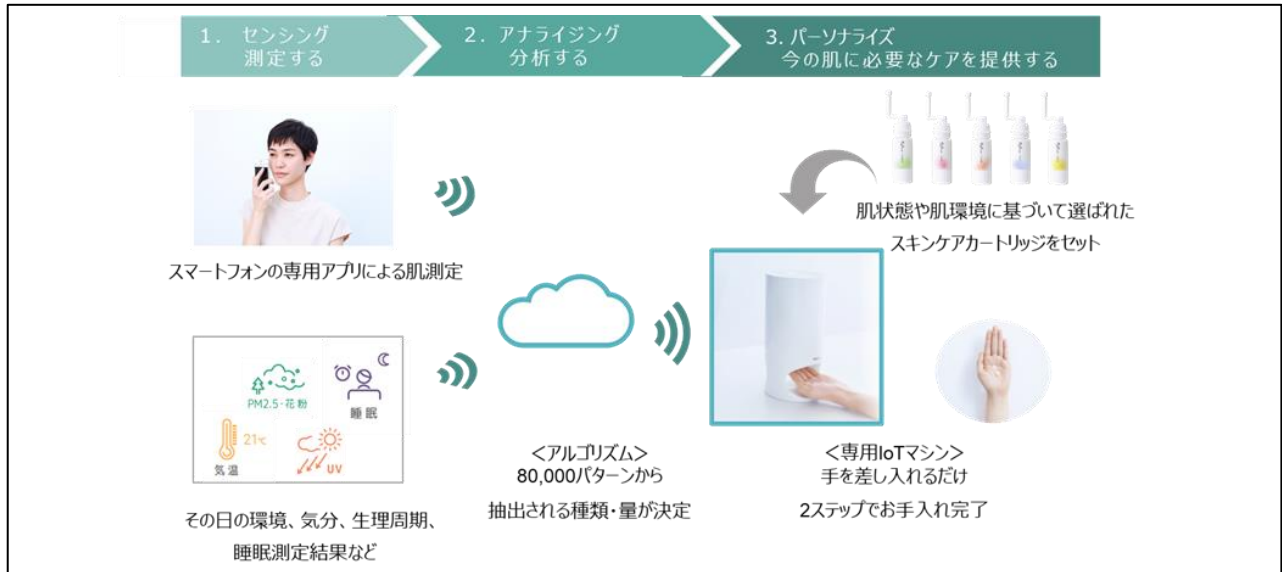 1. センシング
測定する
2. アナライジング
分析する
3. パーソナライズ
今の肌に必要なケアを提供する
スマートフォンの専用アプリによる肌測定
PM2.5・花粉
睡眠
21℃
気温
UV
その日の環境、気分、生理周期、
睡眠測定結果など
<アルゴリズム>
80,000パターンから
抽出される種類・量が決定
肌状態や肌環境に基づいて選ばれた
スキンケアカートリッジをセット
<専用IoTマシン>
手を差し入れるだけ
2ステップでお手入れ完了